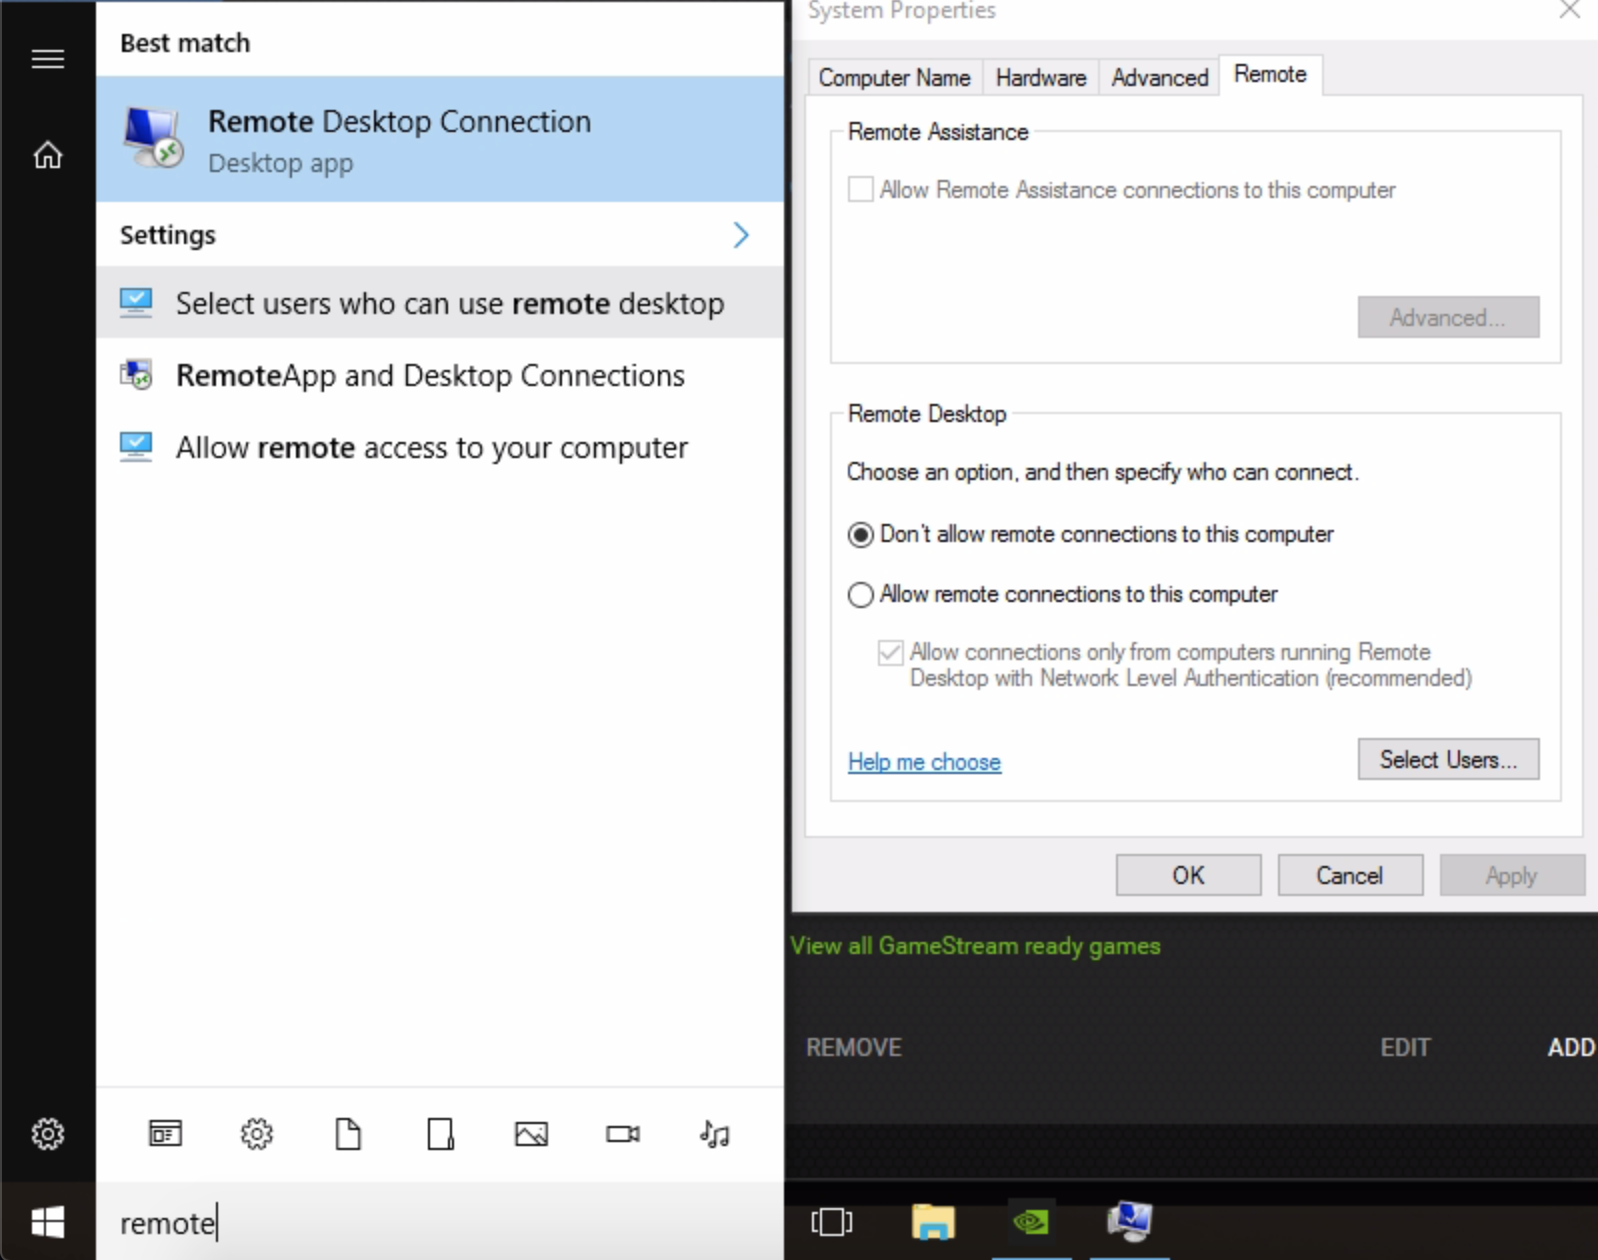 Best match
Remote Desktop Connection
Desktop app
Settings
Select users who can use remote desktop
RemoteApp and Desktop Connections
Allow remote access to your computer
remote
System Properties
Computer Name
Hardware
Advanced
Remote
Remote Assistance
Allow Remote Assistance connections to this computer
Advanced...
Remote Desktop
Choose an option, and then specify who can connect.
Don't allow remote connections to this computer
Allow remote connections to this computer
Allow connections only from computers running Remote
Desktop with Network Level Authentication (recommended)
Help me choose
Select Users...
OK
Cancel
Apply
View all GameStream ready games
REMOVE
EDIT
ADD